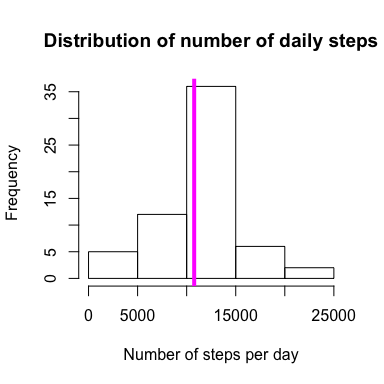 Distribution of number of daily steps
Frequency
35
25
15
5
0
0 5000 15000 25000
Number of steps per day